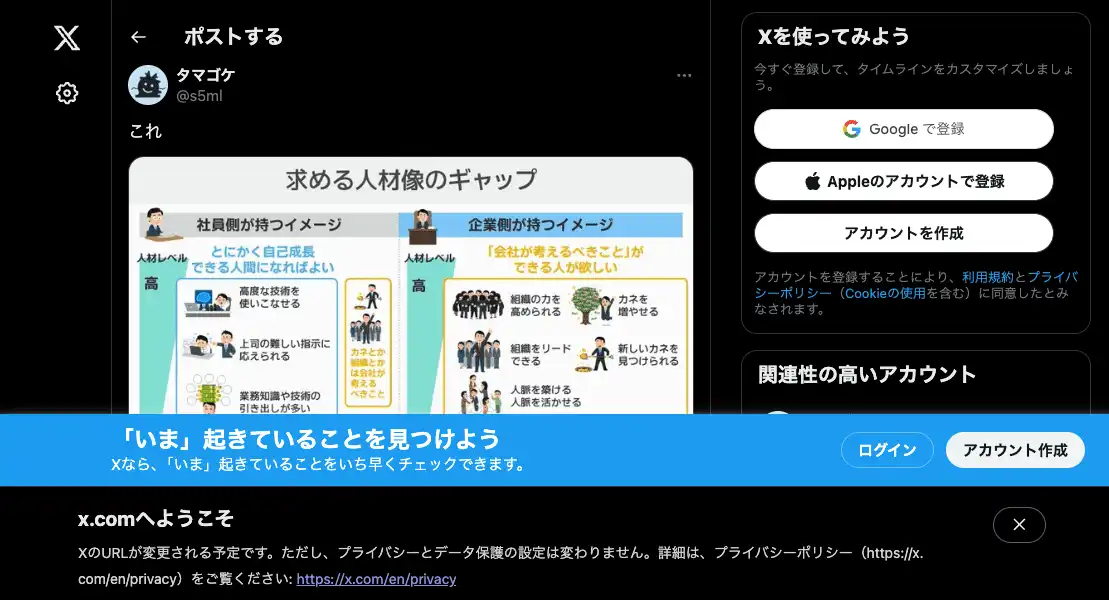 ポストする
タマゴケ
@s5ml
これ
求める人材像のギャップ
社員側が持つイメージ
人材レベル
高
とにかく自己成長
できる人間になればよい
高度な技術を
使いこなせる
上司の難しい指示に
応えられる
業務知識や技術の
引き出しが多い
カネとか
組織とか
は会社が
考える
べきこと
企業側が持つイメージ
人材レベル
高
「会社が考えるべきこと」が
できる人が欲しい
組織の力を
高められる
カネを
増やせる
組織をリード
できる
新しいカネを
見つけられる
人脈を築ける
人脈を活かせる
Xを使ってみよう
今すぐ登録して、タイムラインをカスタマイズしましょ
う。
Google で登録
Appleのアカウントで登録
アカウントを作成
アカウントを登録することにより、利用規約とプライバ
シーポリシー（Cookieの使用を含む）に同意したとみ
なされます。
関連性の高いアカウント
「いま」起きていることを見つけよう
Xなら、「いま」起きていることをいち早くチェックできます。
ログイン
アカウント作成
x.comへようこそ
XのURLが変更される予定です。ただし、プライバシーとデータ保護の設定は変わりません。詳細は、プライバシーポリシー（https://x.
com/en/privacy）をご覧ください: https://x.com/en/privacy